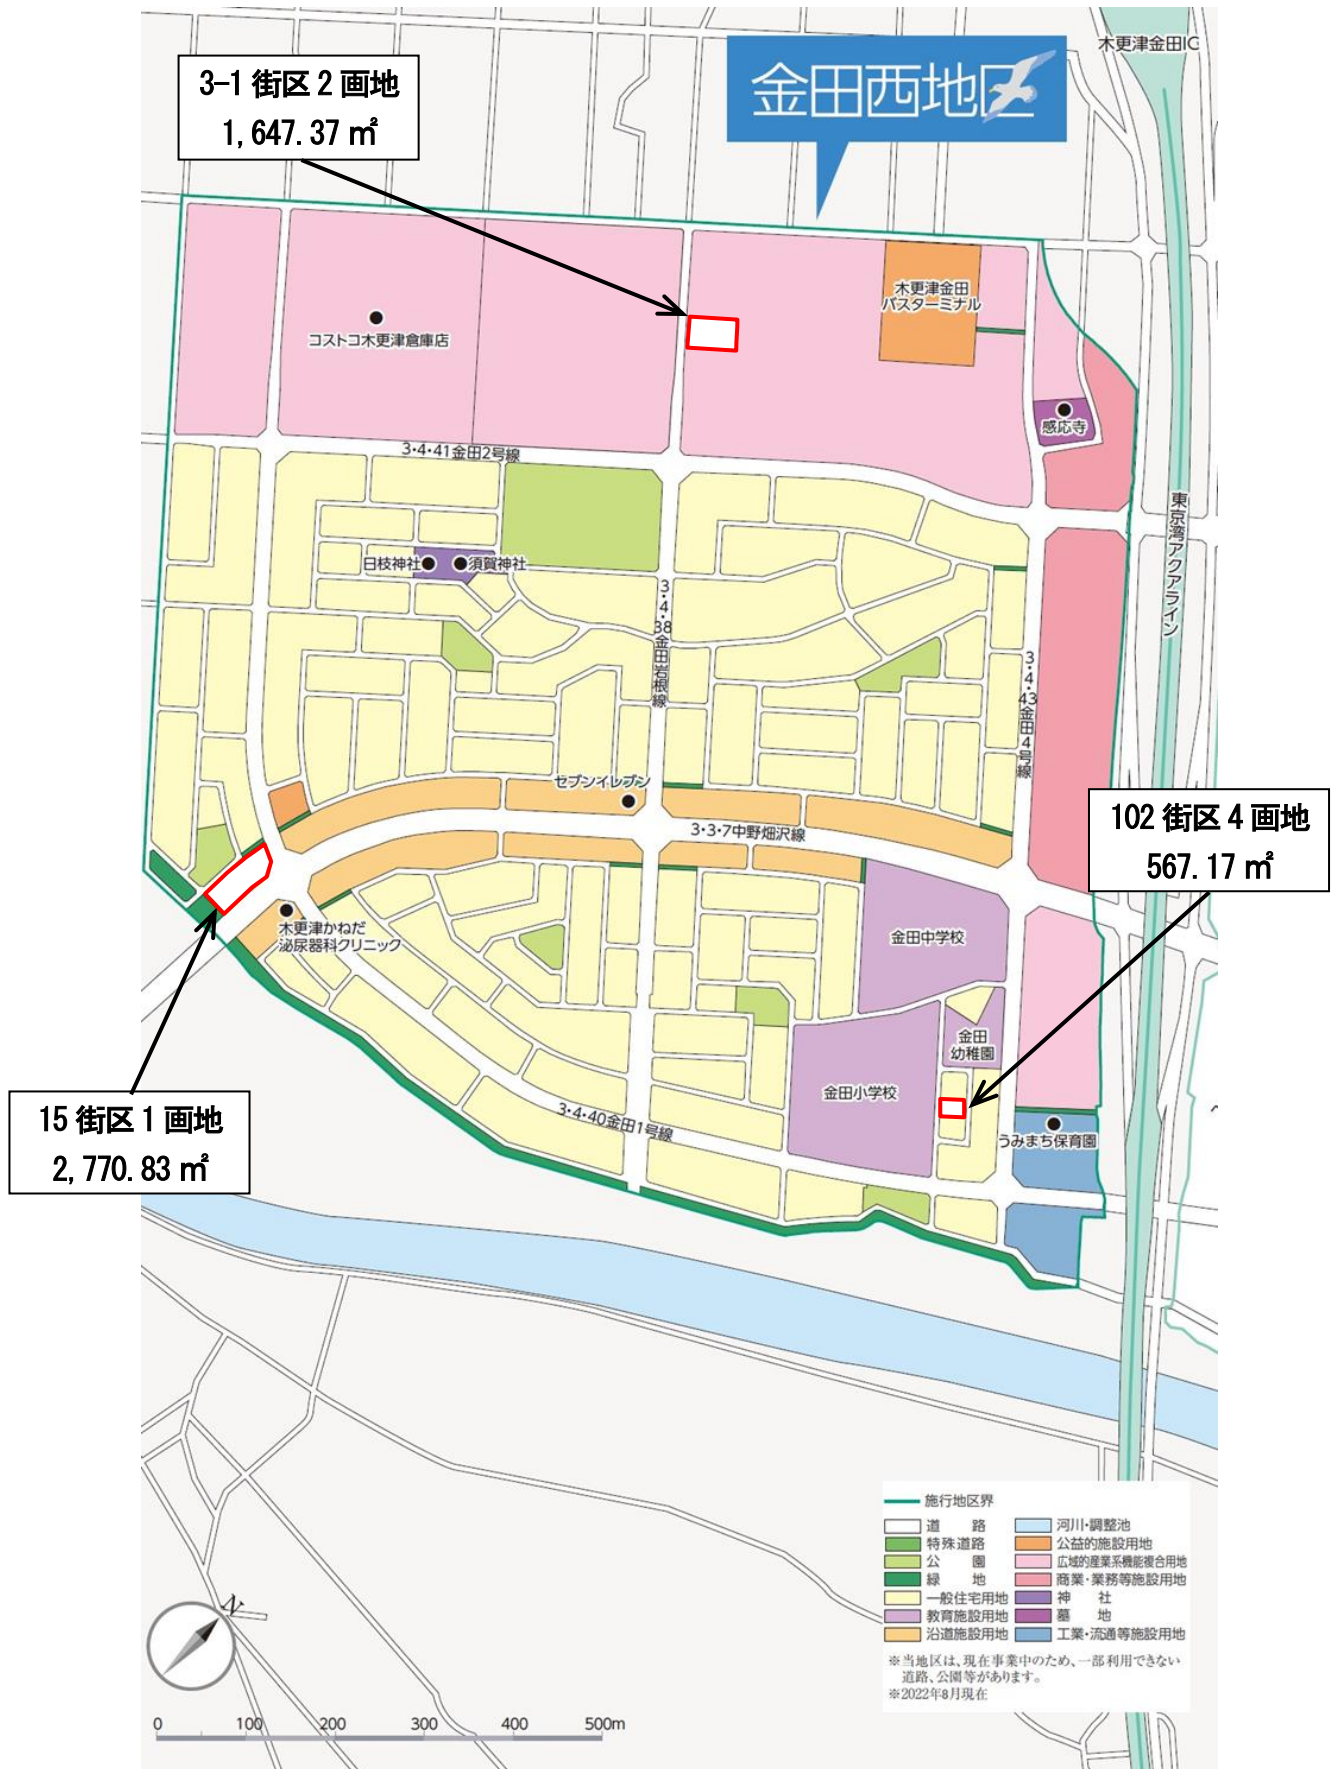 木更津金田IC
金田西地区
3-1 街区 2 画地
1,647.37 ㎡
木更津金田
バスターミナル
コストコ木更津倉庫店
感応寺
3・4・41金田2号線
東京湾アクアライン
日枝神社
須賀神社
3・4・38金田岩根線
3・4・43金田4号線
セブンイレブン
3・3・7中野畑沢線
102 街区 4 画地
567.17 ㎡
木更津かねだ
泌尿器科クリニック
金田中学校
金田
幼稚園
金田小学校
15 街区 1 画地
2,770.83 ㎡
3・4・40金田1号線
うみまち保育園
施行地区界
道路
河川・調整池
特殊道路
公益的施設用地
公園
広域的産業系機能複合用地
緑地
商業・業務等施設用地
一般住宅用地
神社
教育施設用地
墓地
沿道施設用地
工業・流通等施設用地
※当地区は、現在事業中のため、一部利用できない
道路、公園等があります。
※2022年8月現在
N
0 100 200 300 400 500m